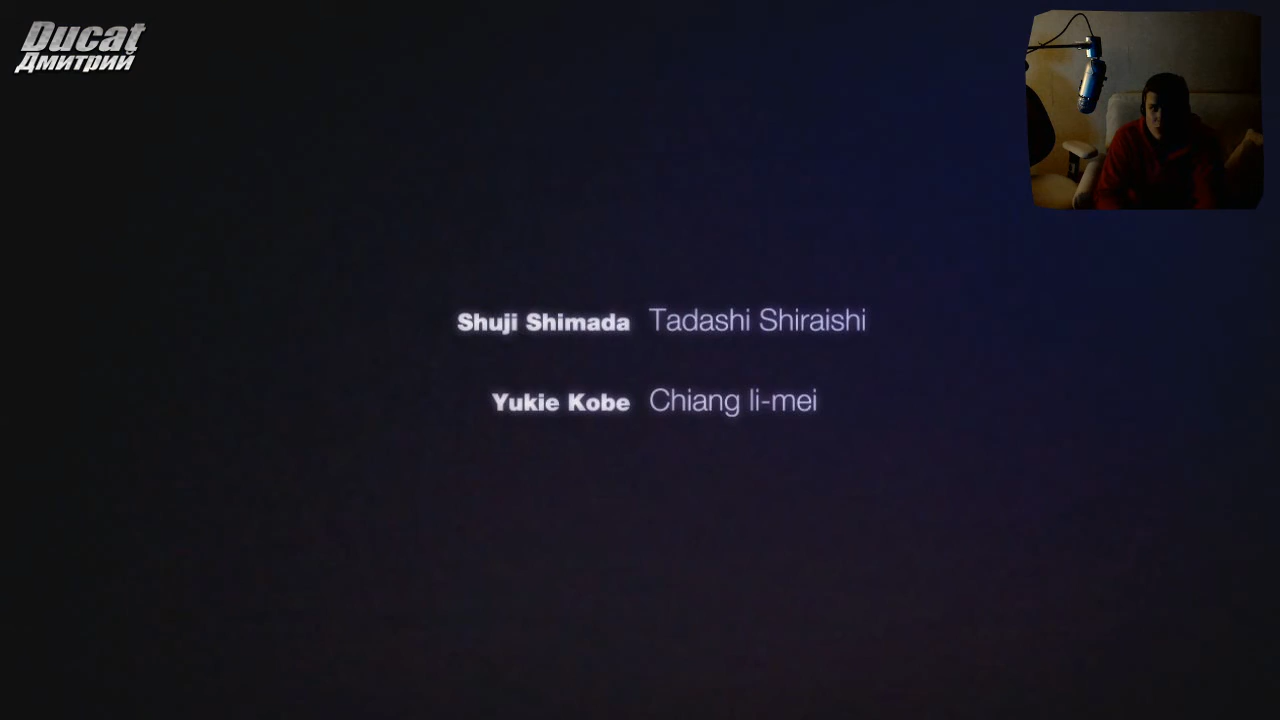 Ducat
Дмитрий
Shuji Shimada Tadashi Shiraishi
Yukie Kobe Chiang li-mei